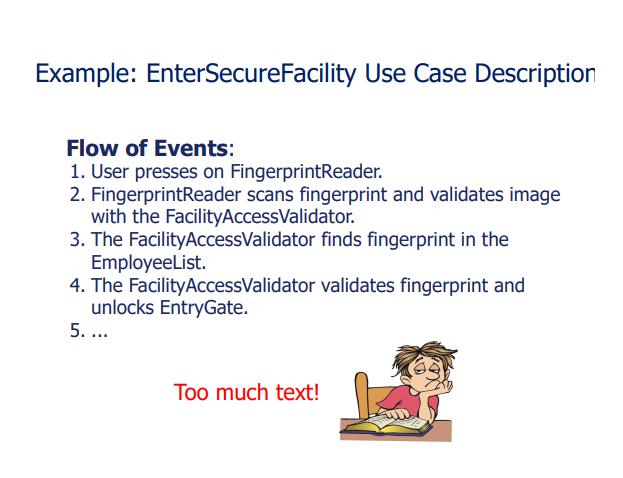 Example: EnterSecureFacility Use Case Description
Flow of Events:
1. User presses on FingerprintReader.
2. FingerprintReader scans fingerprint and validates image
with the FacilityAccessValidator.
3. The FacilityAccessValidator finds fingerprint in the
EmployeeList.
4. The FacilityAccessValidator validates fingerprint and
unlocks EntryGate.
5. ...
Too much text!